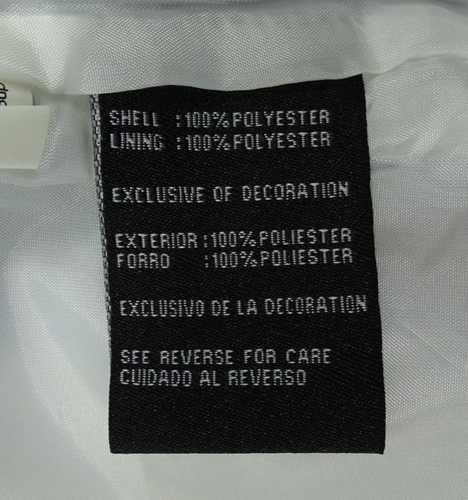 SHELL :100% POLYESTER
LINING :100% POLYESTER
EXCLUSIVE OF DECORATION
EXTERIOR :100% POLIESTER
FORRO :100% POLIESTER
EXCLUSIVO DE LA DECORATION
SEE REVERSE FOR CARE
CUIDADO AL REVERSO